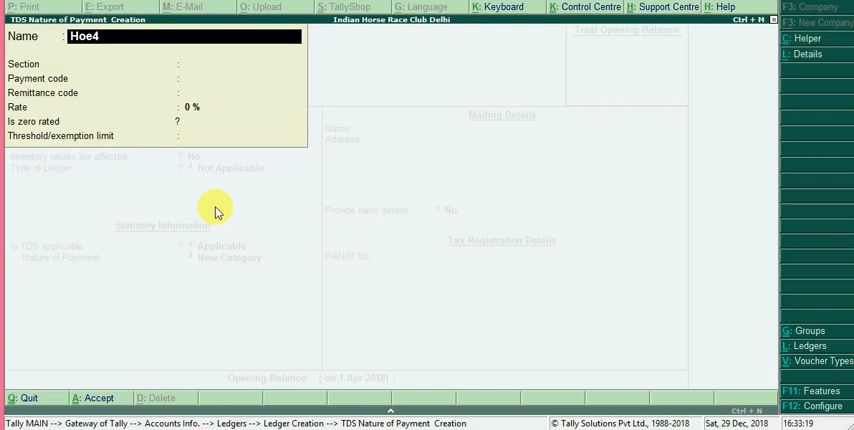 P: Print E: Export M: E-Mail O: Upload S: TallyShop G: Language K: Keyboard K: Control Centre H: Support Centre H: Help F3: Company
TDS Nature of Payment Creation Indian Horse Race Club Delhi Ctrl + M F3: New Company
Name : Hoe4
Total Opening Balance
C: Helper
L: Details
Section :
Payment code :
Remittance code :
Rate : 0 %
Is zero rated ?
Threshold/exemption limit :
Mailing Details
Name
Address
Inventory values are affected ? No
Type of Ledger ? Not Applicable
Provide bank details ? No
Statutory Information
Tax Registration Details
Is TDS applicable ? Applicable
Nature of Payment New Category
PAN/IT No.
G: Groups
L: Ledgers
V: Voucher Types
Opening Balance ( on 1-Apr-2018) :
F11: Features
Q: Quit A: Accept D: Delete
F12: Configure
Ctrl + N
Tally MAIN --> Gateway of Tally --> Accounts Info. --> Ledgers --> Ledger Creation --> TDS Nature of Payment Creation © Tally Solutions Pvt Ltd., 1988-2018 Sat, 29 Dec, 2018 16:33:19